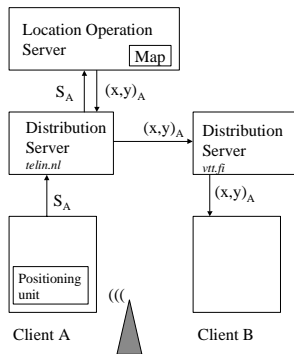 Location Operation
Server
Map
S_A
(x,y)_A
Distribution
Server
telin.nl
(x,y)_A
Distribution
Server
vtt.fi
S_A
(x,y)_A
Positioning
unit
(((
Client A
Client B